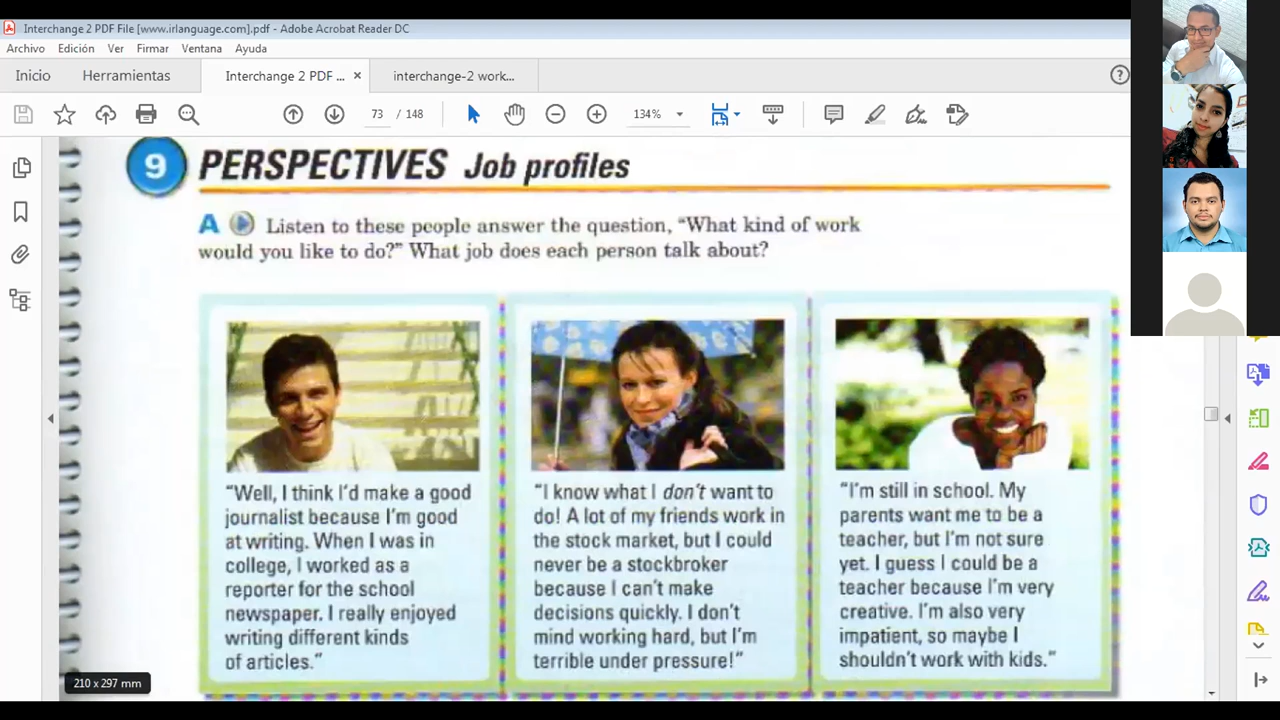 Interchange 2 PDF File [www.irlanguage.com].pdf - Adobe Acrobat Reader DC
Archivo Edición Ver Firmar Ventana Ayuda
Inicio Herramientas Interchange 2 PDF ... × interchange-2 work...
73 / 148 134%
9 PERSPECTIVES Job profiles
A Listen to these people answer the question, “What kind of work
would you like to do?” What job does each person talk about?
“Well, I think I’d make a good
journalist because I’m good
at writing. When I was in
college, I worked as a
reporter for the school
newspaper. I really enjoyed
writing different kinds
of articles.”
“I know what I don’t want to
do! A lot of my friends work in
the stock market, but I could
never be a stockbroker
because I can’t make
decisions quickly. I don’t
mind working hard, but I’m
terrible under pressure!”
“I’m still in school. My
parents want me to be a
teacher, but I’m not sure
yet. I guess I could be a
teacher because I’m very
creative. I’m also very
impatient, so maybe I
shouldn’t work with kids.”
210 x 297 mm